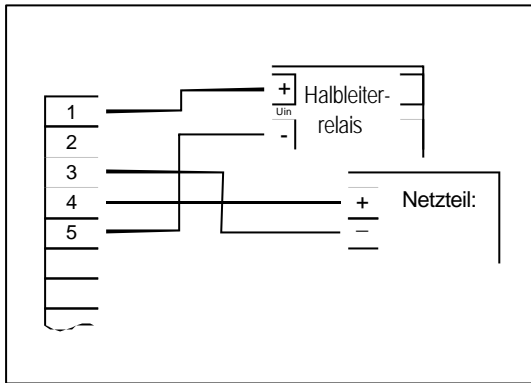 1
2
3
4
5
+
Uin
-
Halbleiter-
relais
+
–
Netzteil: